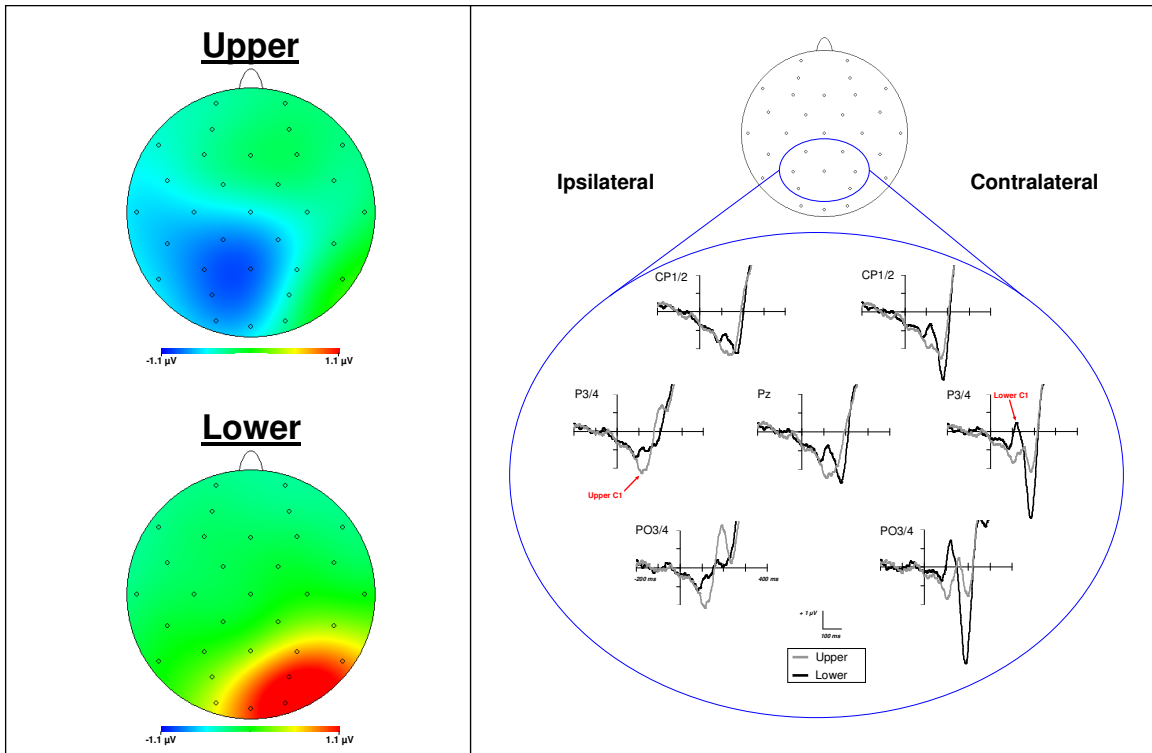 Upper
-1.1 µV 1.1 µV
Lower
-1.1 µV 1.1 µV
Ipsilateral Contralateral
CP1/2 CP1/2
P3/4 Pz P3/4
Lower C1
Upper C1
PO3/4 PO3/4
-200 ms 400 ms
+ 1 µV
100 ms
Upper
Lower